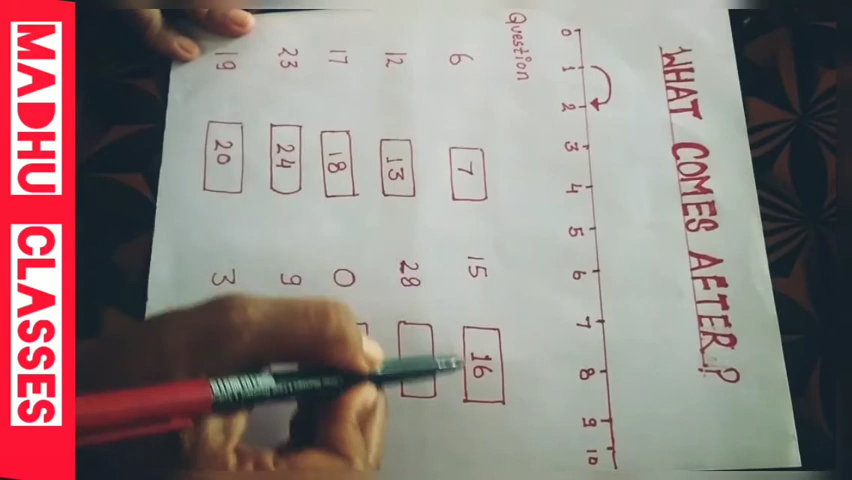 MADHU CLASSES
WHAT COMES AFTER ?
0 1 2 3 4 5 6 7 8 9 10
Question
6 7 15 16
12 13 28
17 18 0
23 24 9
19 20 3